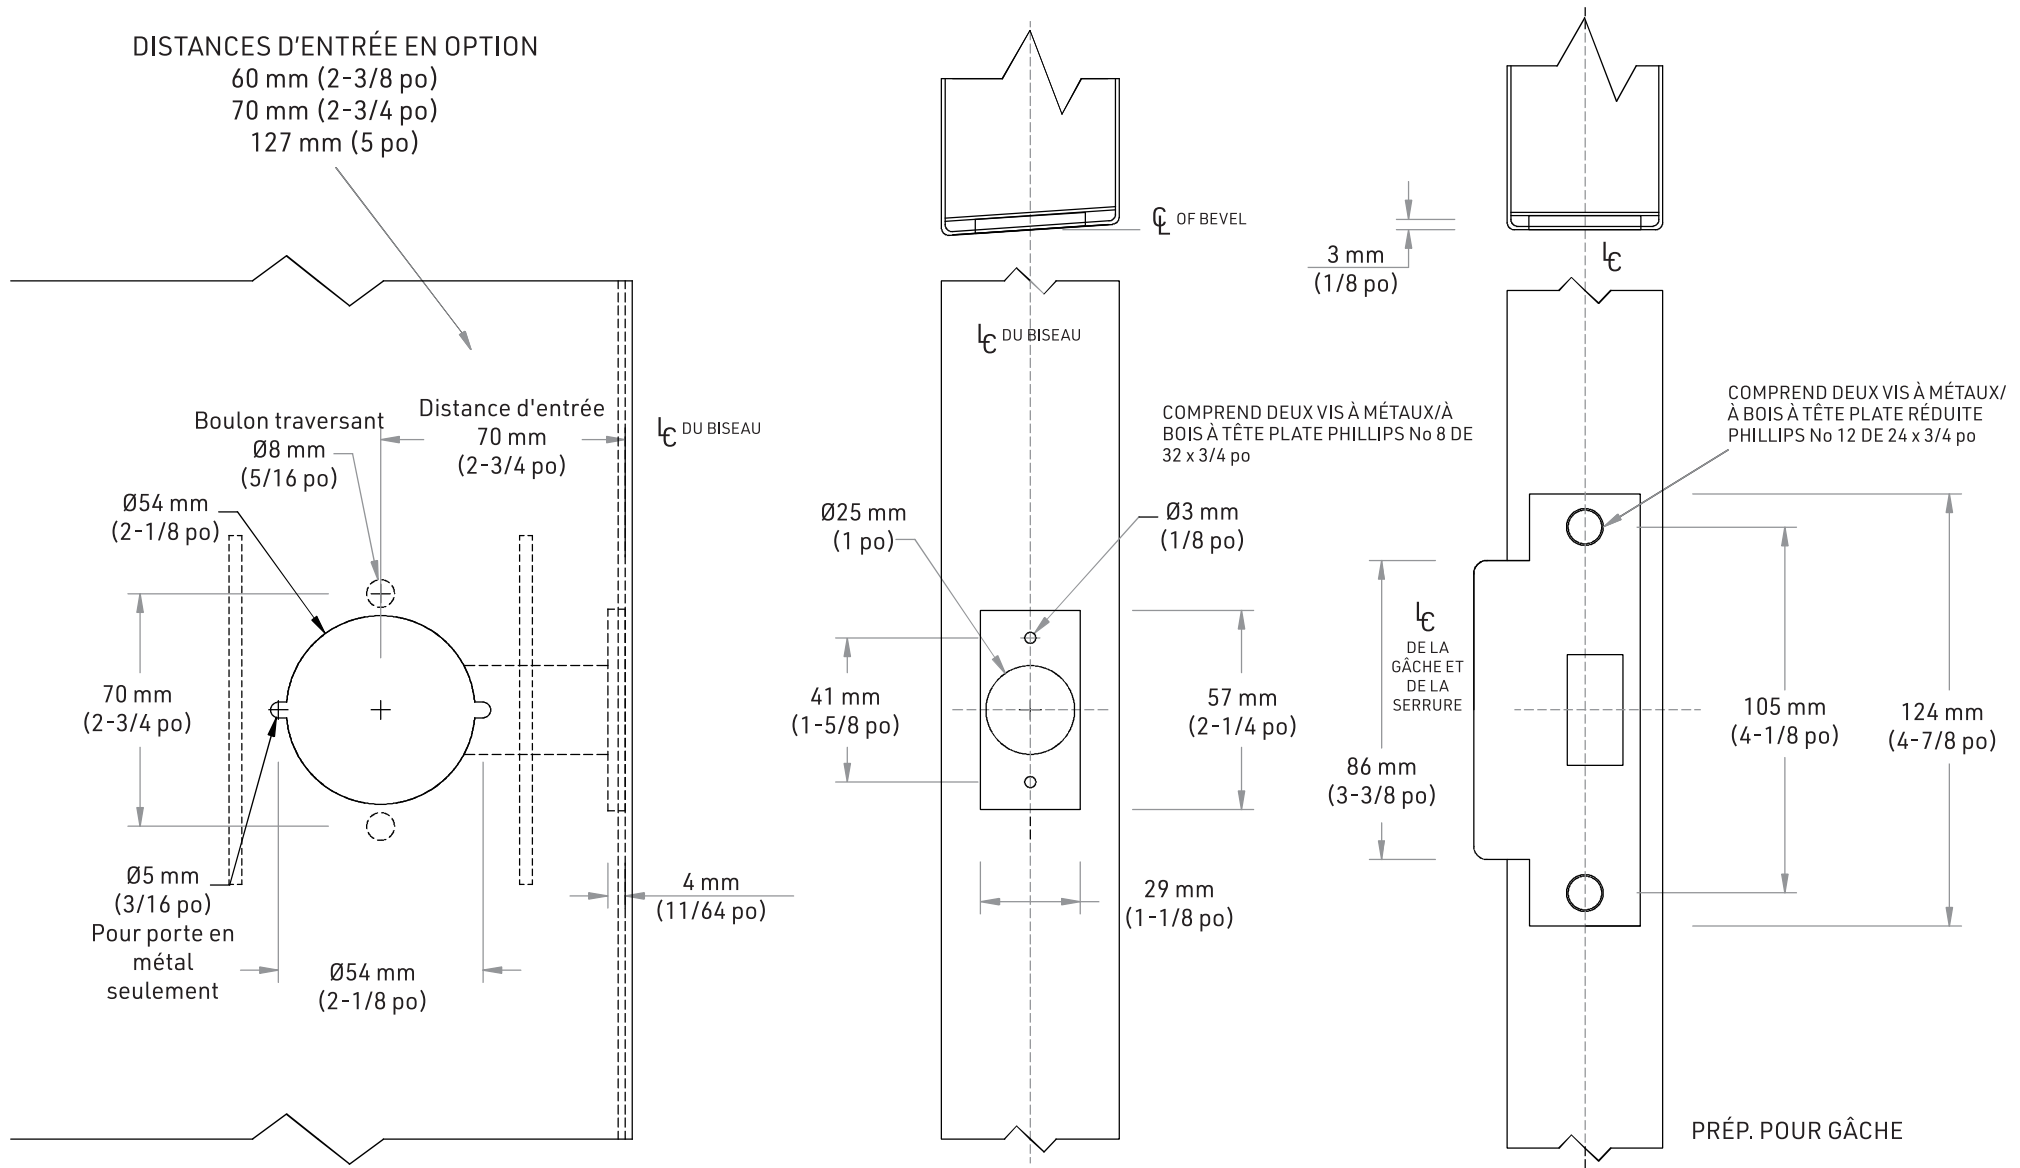 DISTANCES D'ENTRÉE EN OPTION
60 mm (2-3/8 po)
70 mm (2-3/4 po)
127 mm (5 po)
Boulon traversant
Ø8 mm
(5/16 po)
Distance d'entrée
70 mm
(2-3/4 po)
℄ DU BISEAU
Ø54 mm
(2-1/8 po)
70 mm
(2-3/4 po)
Ø5 mm
(3/16 po)
Pour porte en
métal
seulement
Ø54 mm
(2-1/8 po)
4 mm
(11/64 po)
℄ OF BEVEL
℄ DU BISEAU
COMPREND DEUX VIS À MÉTAUX/À
BOIS À TÊTE PLATE PHILLIPS No 8 DE
32 x 3/4 po
Ø25 mm
(1 po)
Ø3 mm
(1/8 po)
41 mm
(1-5/8 po)
57 mm
(2-1/4 po)
29 mm
(1-1/8 po)
3 mm
(1/8 po)
℄
COMPREND DEUX VIS À MÉTAUX/
À BOIS À TÊTE PLATE RÉDUITE
PHILLIPS No 12 DE 24 x 3/4 po
℄
DE LA
GÂCHE ET
DE LA
SERRURE
86 mm
(3-3/8 po)
105 mm
(4-1/8 po)
124 mm
(4-7/8 po)
PRÉP. POUR GÂCHE